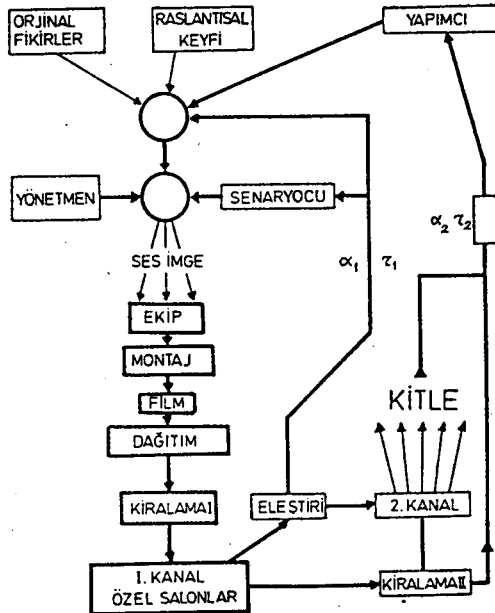 ORJİNAL
FİKİRLER
RASLANTISAL
KEYFİ
YAPIMCI
YÖNETMEN
SENARYOCU
α₂ τ₂
SES İMGE
α₁ τ₁
EKİP
MONTAJ
FİLM
KİTLE
DAĞITIM
KİRALAMA I
ELEŞTİRİ
2. KANAL
1. KANAL
ÖZEL SALONLAR
KİRALAMA II